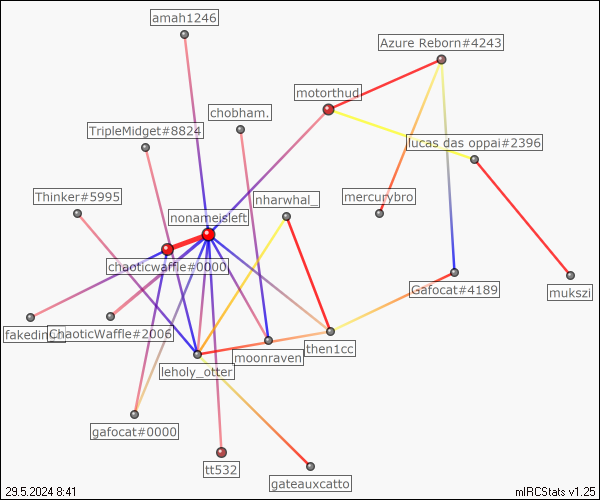 amah1246
Azure Reborn#4243
motorthud
chobham.
TripleMidget#8824
lucas das oppai#2396
Thinker#5995
nharwhal_
mercurybro
nonameisleft
chaoticwaffle#0000
Gafocat#4189
mukszi
ChaoticWaffle#2006
then1cc
moonraven
leholy_otter
gafocat#0000
tt532
gateauxcatto
29.5.2024 8:41
mIRCStats v1.25